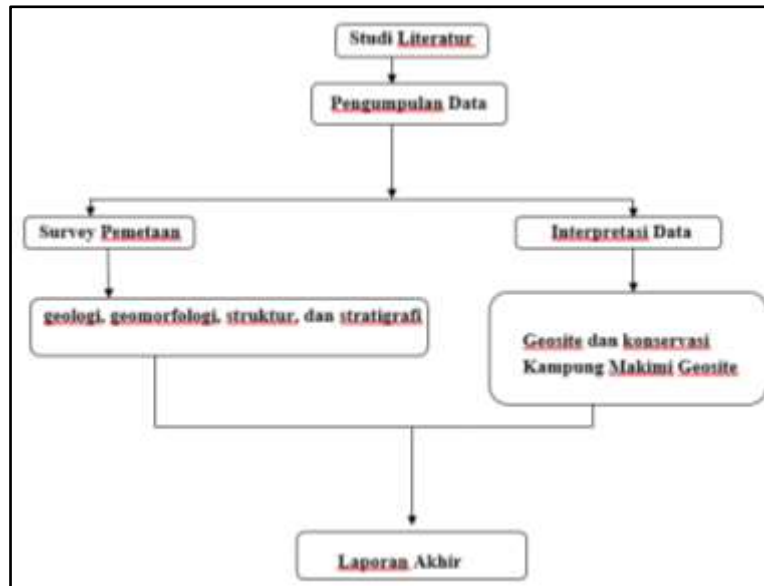 Studi Literatur
Pengumpulan Data
Survey Pemetaan
Interpretasi Data
geologi, geomorfologi, struktur, dan stratigrafi
Geosite dan konservasi
Kampung Makimi Geosite
Laporan Akhir